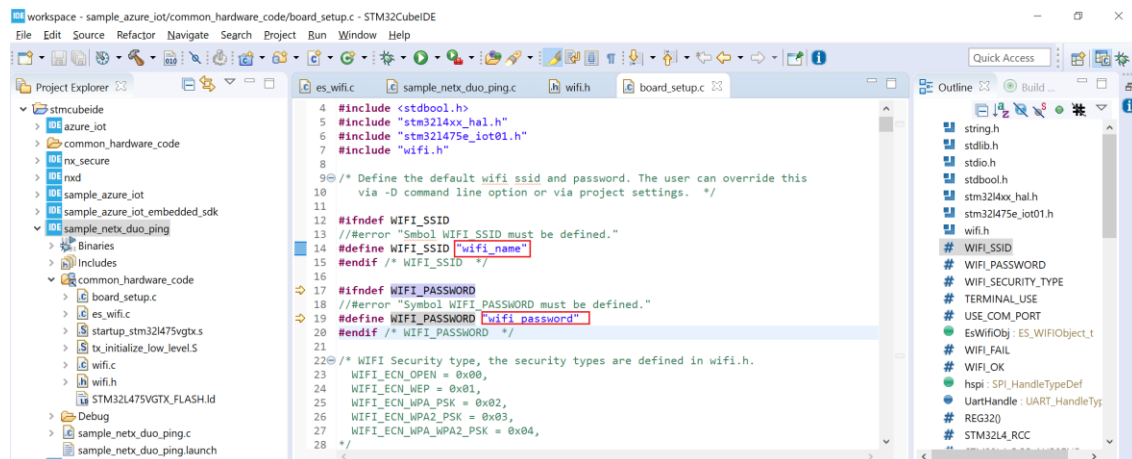 workspace - sample_azure_iot/common_hardware_code/board_setup.c - STM32CubeIDE
File Edit Source Refactor Navigate Search Project Run Window Help
Quick Access
Project Explorer
stmcubeide
azure_iot
common_hardware_code
nx_secure
nxd
sample_azure_iot
sample_azure_iot_embedded_sdk
sample_netx_duo_ping
Binaries
Includes
common_hardware_code
board_setup.c
es_wifi.c
startup_stm32l475vgtx.s
tx_initialize_low_level.S
wifi.c
wifi.h
STM32L475VGTX_FLASH.ld
Debug
sample_netx_duo_ping.c
sample_netx_duo_ping.launch
es_wifi.c sample_netx_duo_ping.c wifi.h board_setup.c
4 #include <stdbool.h>
5 #include "stm32l4xx_hal.h"
6 #include "stm32l475e_iot01.h"
7 #include "wifi.h"
8
9 /* Define the default wifi ssid and password. The user can override this
10 via -D command line option or via project settings. */
11
12 #ifndef WIFI_SSID
13 //#error "Smbol WIFI_SSID must be defined."
14 #define WIFI_SSID "wifi_name"
15 #endif /* WIFI_SSID */
16
17 #ifndef WIFI_PASSWORD
18 //#error "Symbol WIFI_PASSWORD must be defined."
19 #define WIFI_PASSWORD "wifi_password"
20 #endif /* WIFI_PASSWORD */
21
22 /* WIFI Security type, the security types are defined in wifi.h.
23 WIFI_ECN_OPEN = 0x00,
24 WIFI_ECN_WEP = 0x01,
25 WIFI_ECN_WPA_PSK = 0x02,
26 WIFI_ECN_WPA2_PSK = 0x03,
27 WIFI_ECN_WPA_WPA2_PSK = 0x04,
28 */
Outline Build ...
string.h
stdlib.h
stdio.h
stdbool.h
stm32l4xx_hal.h
stm32l475e_iot01.h
wifi.h
# WIFI_SSID
# WIFI_PASSWORD
# WIFI_SECURITY_TYPE
# TERMINAL_USE
# USE_COM_PORT
EsWifiObj : ES_WIFIObject_t
# WIFI_FAIL
# WIFI_OK
hspi : SPI_HandleTypeDef
UartHandle : UART_HandleTyp
# REG32()
# STM32L4_RCC